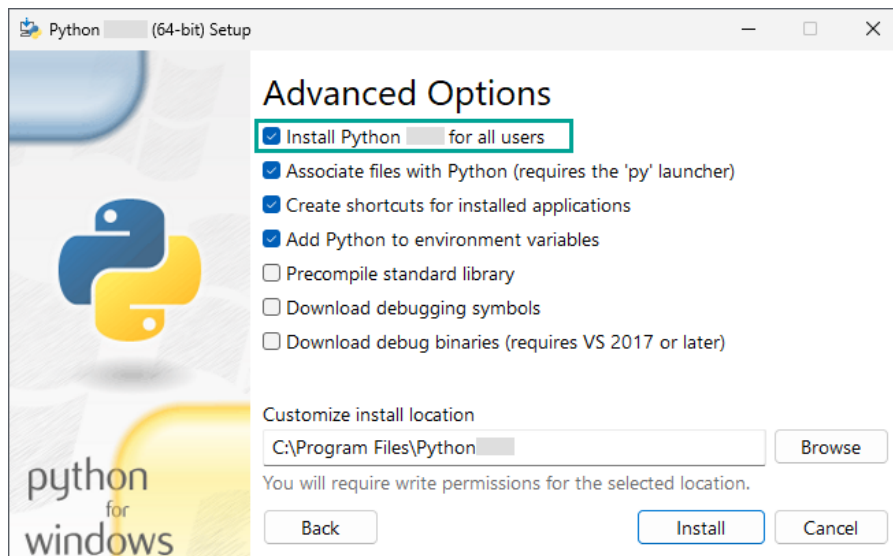 Python (64-bit) Setup
Advanced Options
Install Python for all users
Associate files with Python (requires the 'py' launcher)
Create shortcuts for installed applications
Add Python to environment variables
Precompile standard library
Download debugging symbols
Download debug binaries (requires VS 2017 or later)
Customize install location
C:\Program Files\Python
Browse
You will require write permissions for the selected location.
python
for
windows
Back
Install
Cancel